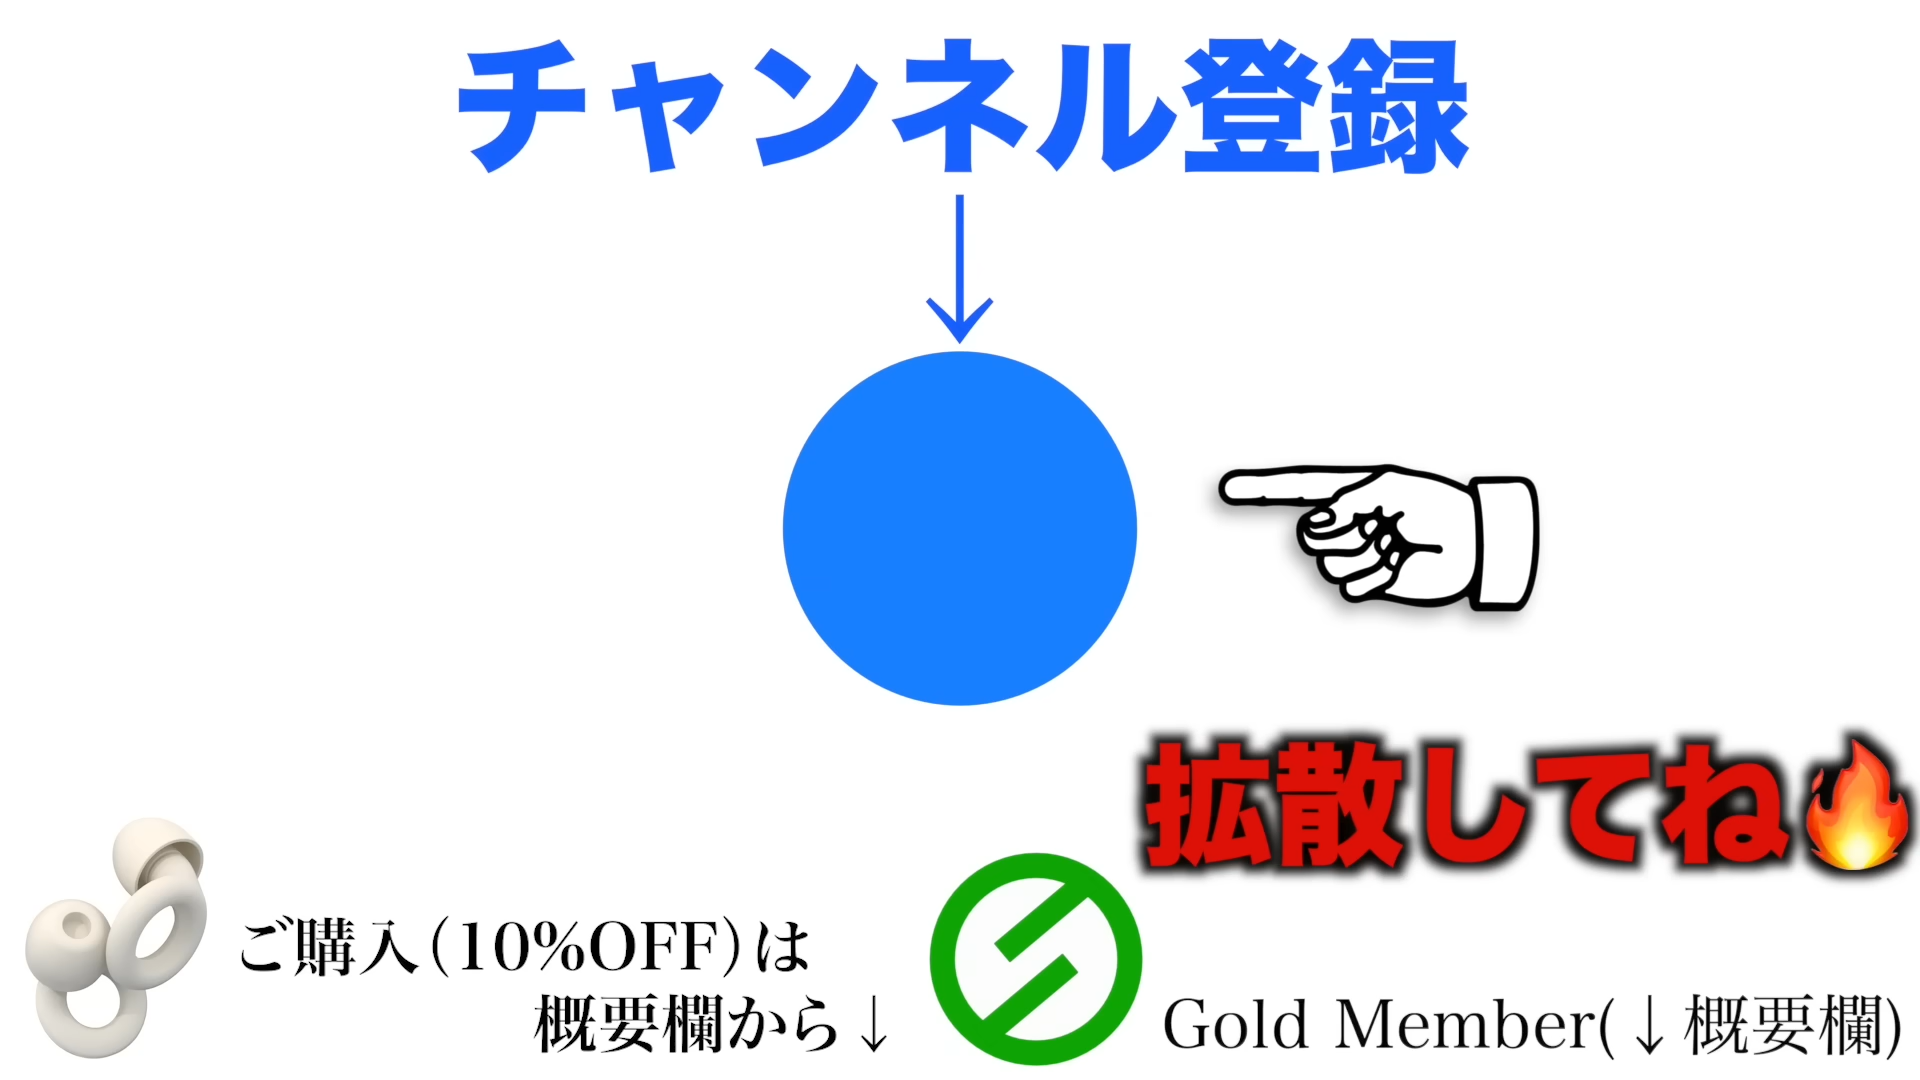 チャンネル登録
↓
拡散してね🔥
ご購入(10%OFF)は
概要欄から↓
Gold Member(↓概要欄)